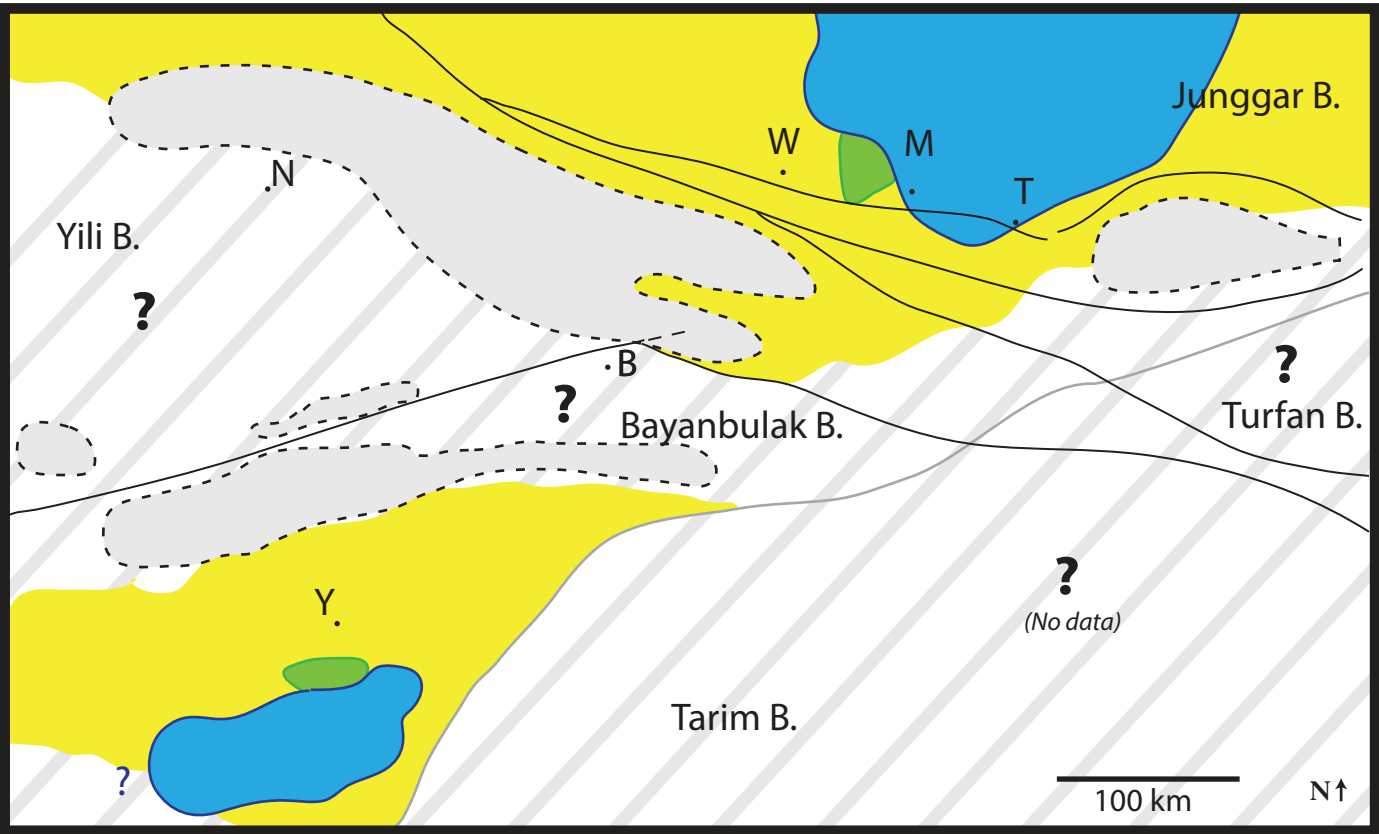 Junggar B.
W
M
N
T
Yili B.
?
?
B
?
Turfan B.
Bayanbulak B.
?
(No data)
Y
Tarim B.
?
100 km
N↑